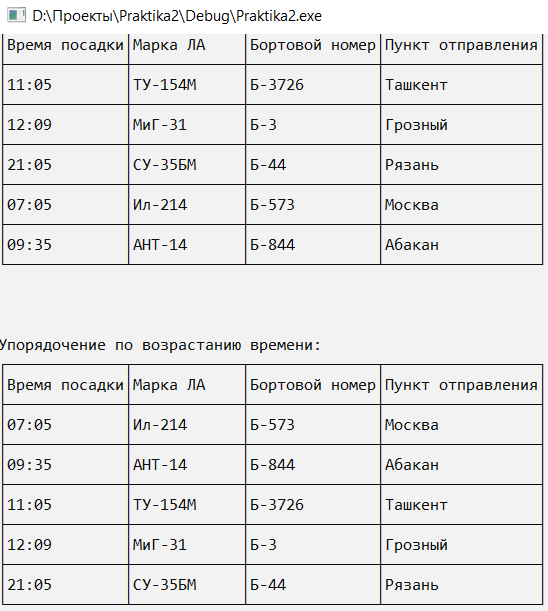 D:\Проекты\Praktika2\Debug\Praktika2.exe
Время посадки Марка ЛА Бортовой номер Пункт отправления
11:05 ТУ-154М Б-3726 Ташкент
12:09 МиГ-31 Б-3 Грозный
21:05 СУ-35БМ Б-44 Рязань
07:05 Ил-214 Б-573 Москва
09:35 АНТ-14 Б-844 Абакан
Упорядочение по возрастанию времени:
Время посадки Марка ЛА Бортовой номер Пункт отправления
07:05 Ил-214 Б-573 Москва
09:35 АНТ-14 Б-844 Абакан
11:05 ТУ-154М Б-3726 Ташкент
12:09 МиГ-31 Б-3 Грозный
21:05 СУ-35БМ Б-44 Рязань